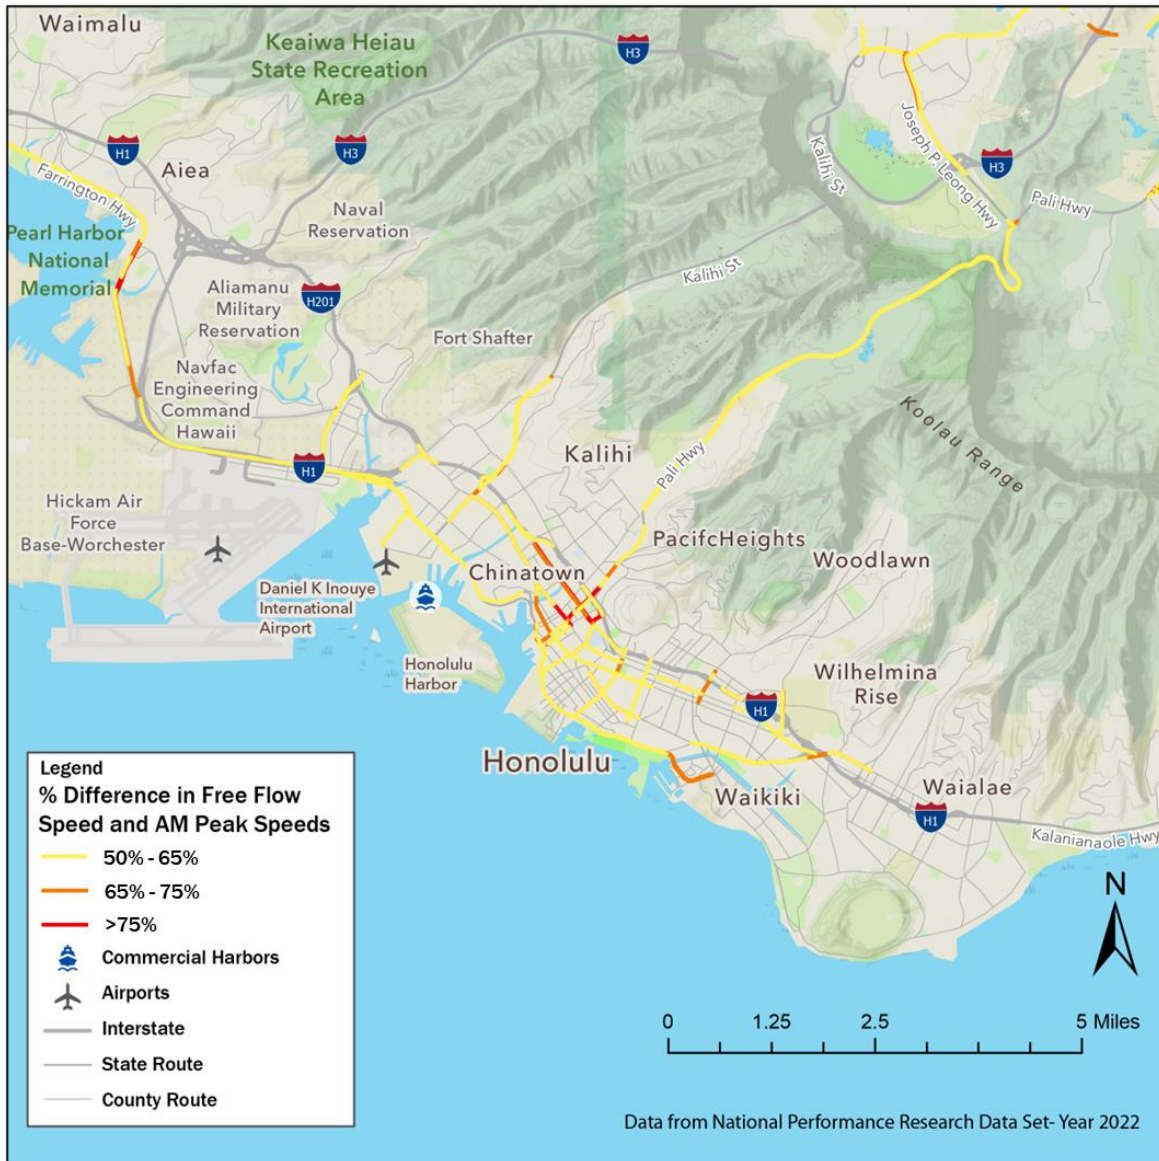 Waimalu
Keaiwa Heiau
State Recreation
Area
H3
H1
H3
Aiea
Farrington Hwy
Naval
Reservation
Pearl Harbor
National
Memorial
Aliamanu
Military
Reservation
H201
Fort Shafter
Kalihi St
Kalihi St
Joseph P. Leong Hwy
H3
Pali Hwy
Navfac
Engineering
Command
Hawaii
Koolau Range
Kalihi
Pali Hwy
H1
Hickam Air
Force
Base-Worchester
PacifcHeights
Woodlawn
Chinatown
Daniel K Inouye
International
Airport
Honolulu
Harbor
Wilhelmina
Rise
H1
Honolulu
Waikiki
Waialae
H1
Kalanianaole Hwy
Legend
% Difference in Free Flow
Speed and AM Peak Speeds
50% - 65%
65% - 75%
>75%
Commercial Harbors
Airports
Interstate
State Route
County Route
N
0 1.25 2.5 5 Miles
Data from National Performance Research Data Set- Year 2022